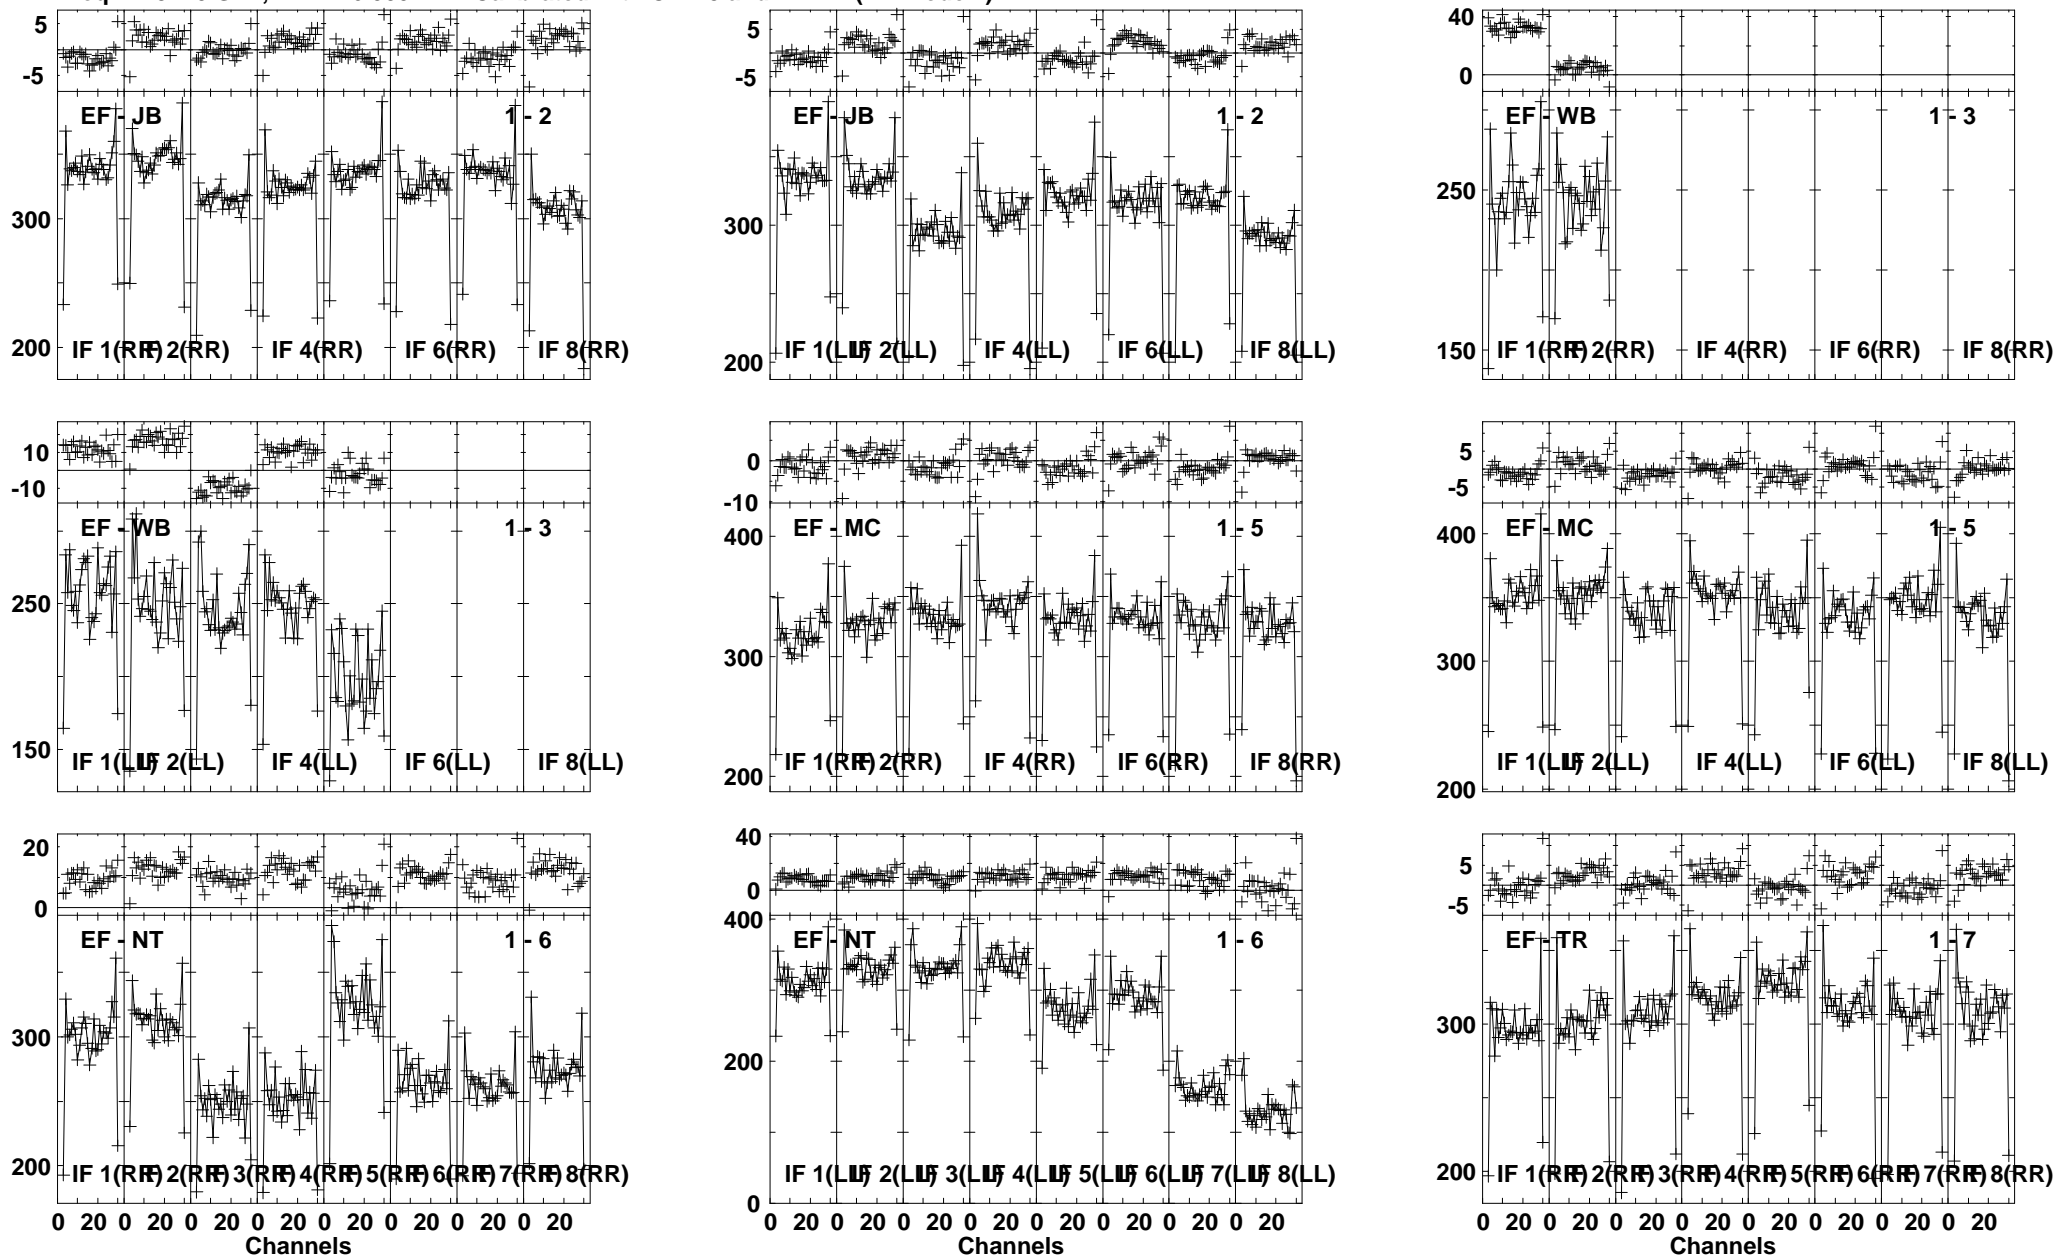 5
-5
EF - JB 1 - 2
300
200
IF 1(RR) IF 2(RR) IF 4(RR) IF 6(RR) IF 8(RR)
5
-5
EF - JB 1 - 2
300
200
IF 1(LL) IF 2(LL) IF 4(LL) IF 6(LL) IF 8(LL)
40
0
EF - WB 1 - 3
250
150
IF 1(RR) IF 2(RR) IF 4(RR) IF 6(RR) IF 8(RR)
10
-10
EF - WB 1 - 3
250
150
IF 1(LL) IF 2(LL) IF 4(LL) IF 6(LL) IF 8(LL)
0
-10
400
EF - MC 1 - 5
300
200
IF 1(RR) IF 2(RR) IF 4(RR) IF 6(RR) IF 8(RR)
5
-5
400
EF - MC 1 - 5
300
200
IF 1(LL) IF 2(LL) IF 4(LL) IF 6(LL) IF 8(LL)
20
0
EF - NT 1 - 6
300
200
IF 1(RR) IF 2(RR) IF 3(RR) IF 4(RR) IF 5(RR) IF 6(RR) IF 7(RR) IF 8(RR)
0 20 0 20 0 20 0 20 0 20 0 20 0 20 0 20
Channels
40
0
400
EF - NT 1 - 6
200
0
IF 1(LL) IF 2(LL) IF 3(LL) IF 4(LL) IF 5(LL) IF 6(LL) IF 7(LL) IF 8(LL)
0 20 0 20 0 20 0 20 0 20 0 20 0 20 0 20
Channels
5
-5
EF - TR 1 - 7
300
200
IF 1(RR) IF 2(RR) IF 3(RR) IF 4(RR) IF 5(RR) IF 6(RR) IF 7(RR) IF 8(RR)
0 20 0 20 0 20 0 20 0 20 0 20 0 20 0 20
Channels